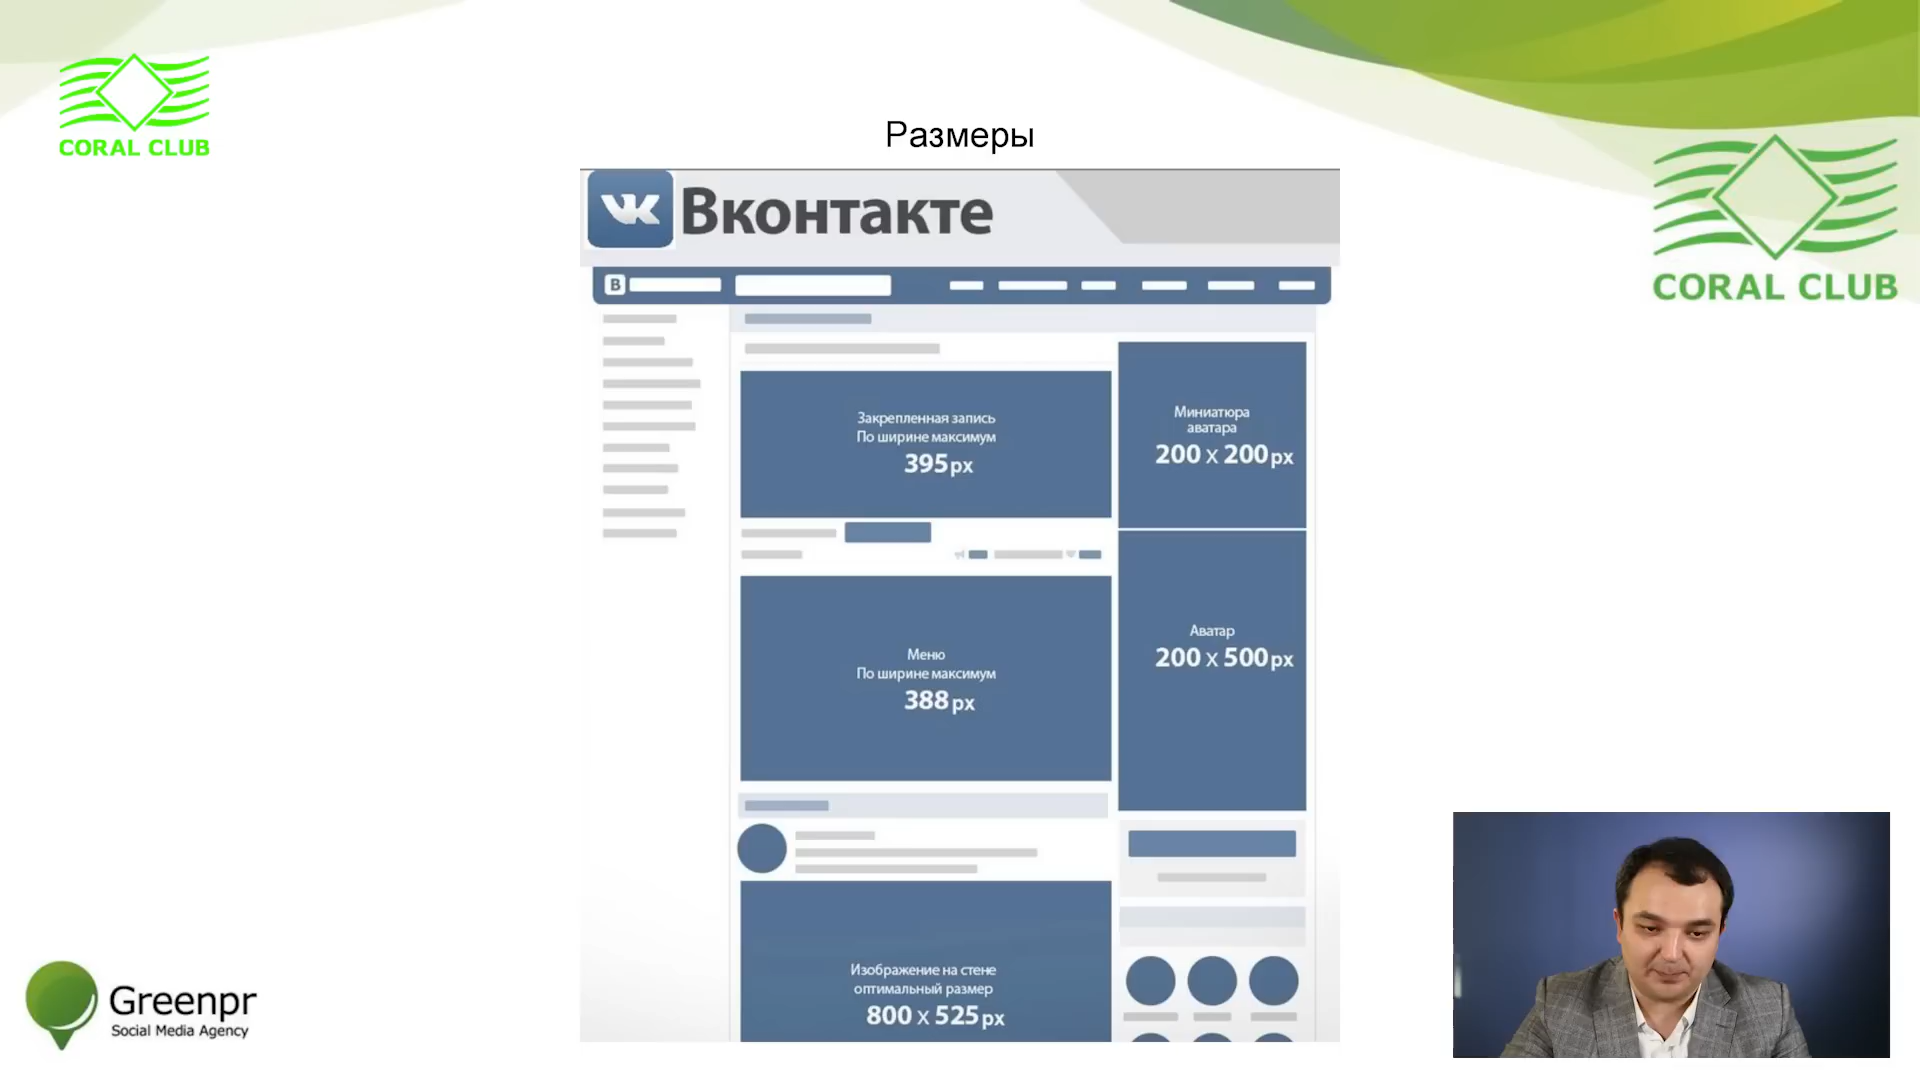 CORAL CLUB
Размеры
CORAL CLUB
Вконтакте
В
Закрепленная запись
По ширине максимум
395px
Миниатюра
аватара
200 x 200px
Меню
По ширине максимум
388px
Аватар
200 x 500px
Изображение на стене
оптимальный размер
800 x 525px
Greenpr
Social Media Agency